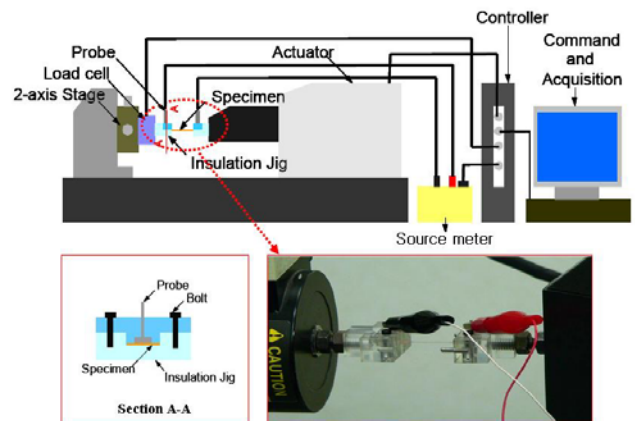 Controller
Probe
Actuator
Command
and
Acquisition
Load cell
Specimen
2-axis Stage
A
A
Insulation Jig
Source meter
Probe
Bolt
Specimen
Insulation Jig
Section A-A
CAUTION